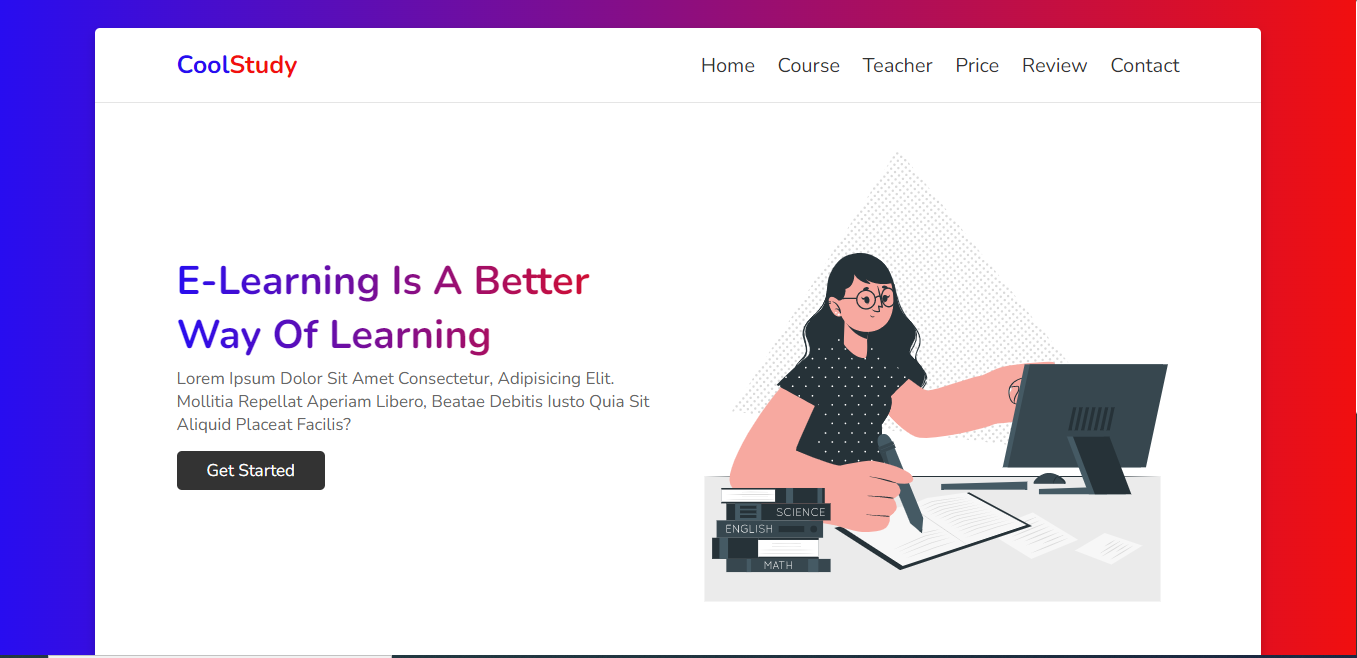 CoolStudy
Home Course Teacher Price Review Contact
E-Learning Is A Better
Way Of Learning
Lorem Ipsum Dolor Sit Amet Consectetur, Adipisicing Elit.
Mollitia Repellat Aperiam Libero, Beatae Debitis Iusto Quia Sit
Aliquid Placeat Facilis?
Get Started
SCIENCE
ENGLISH
MATH